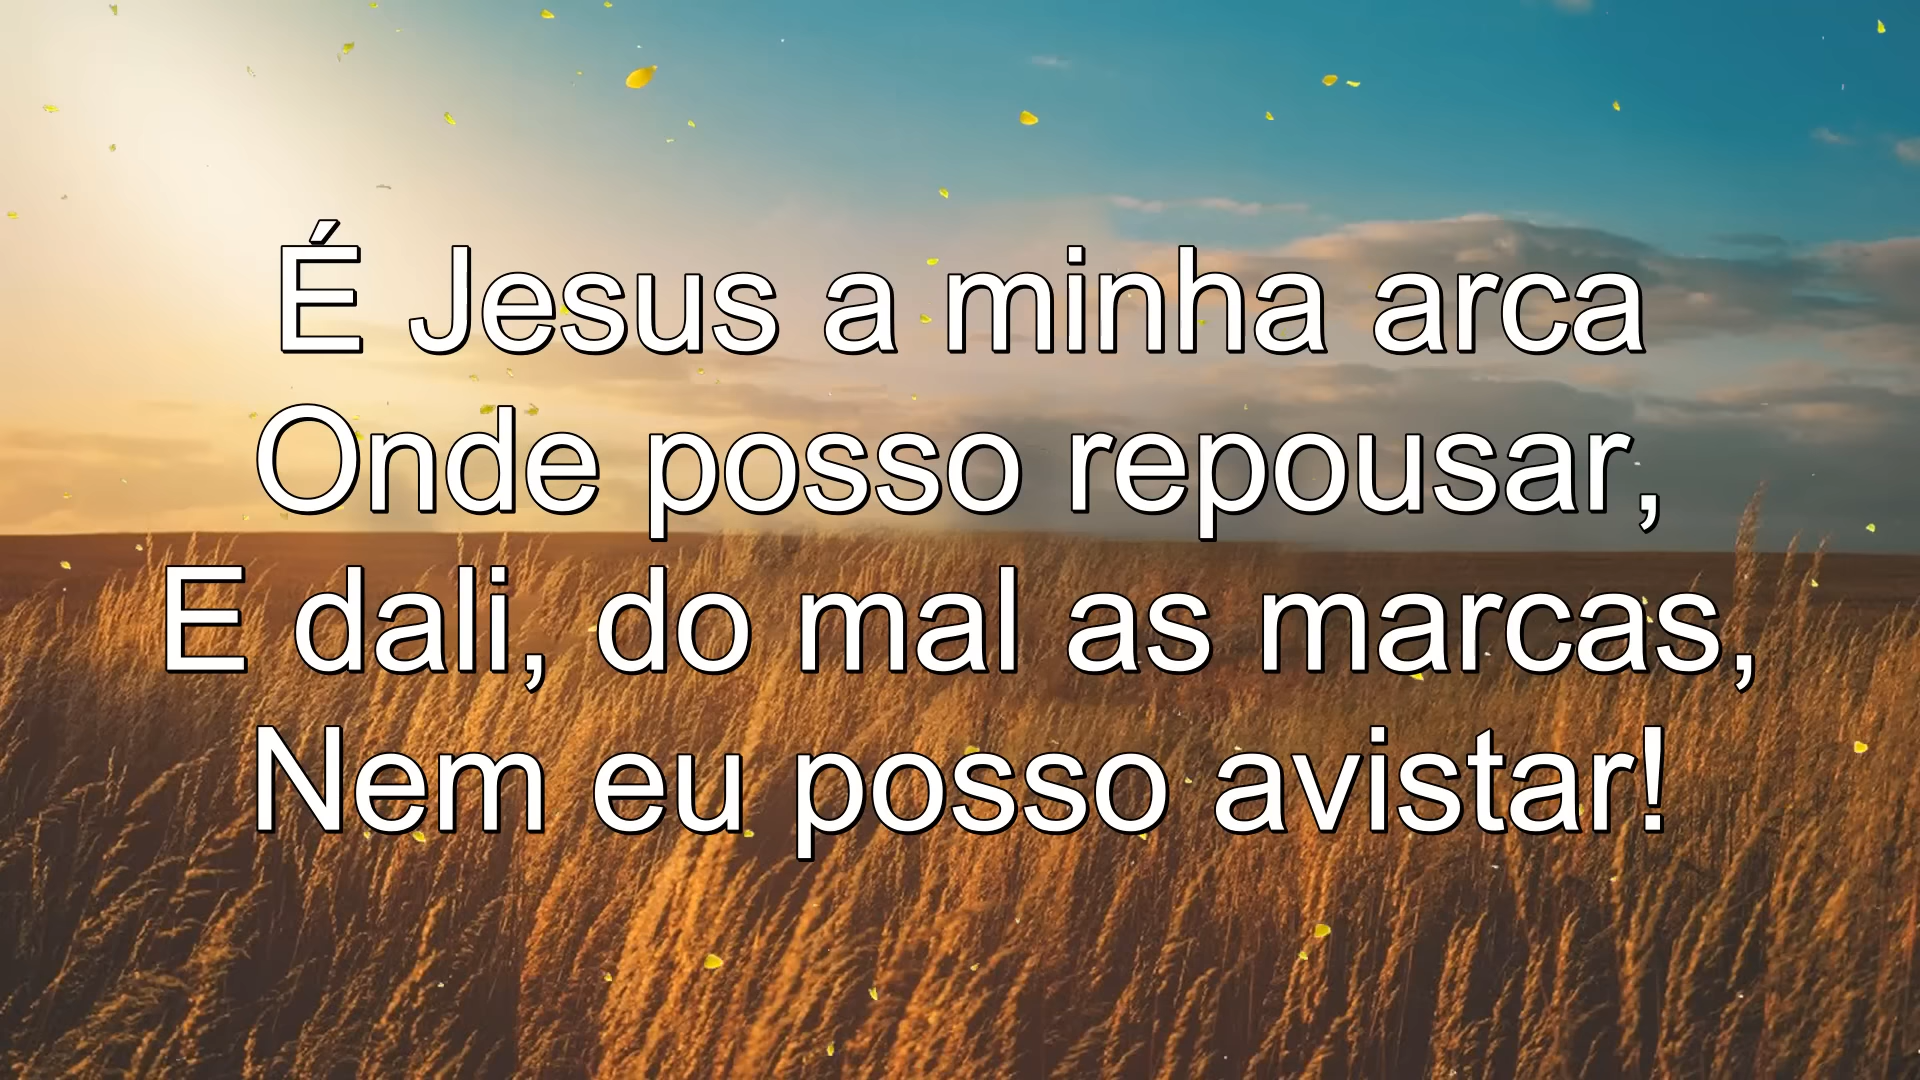 É Jesus a minha arca
Onde posso repousar,
E dali, do mal as marcas,
Nem eu posso avistar!